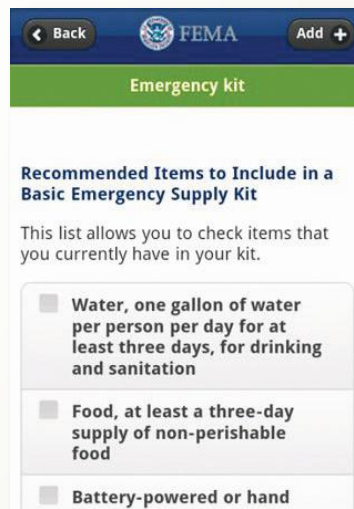 Back FEMA Add +
Emergency kit
Recommended Items to Include in a
Basic Emergency Supply Kit
This list allows you to check items that
you currently have in your kit.
Water, one gallon of water
per person per day for at
least three days, for drinking
and sanitation
Food, at least a three-day
supply of non-perishable
food
Battery-powered or hand